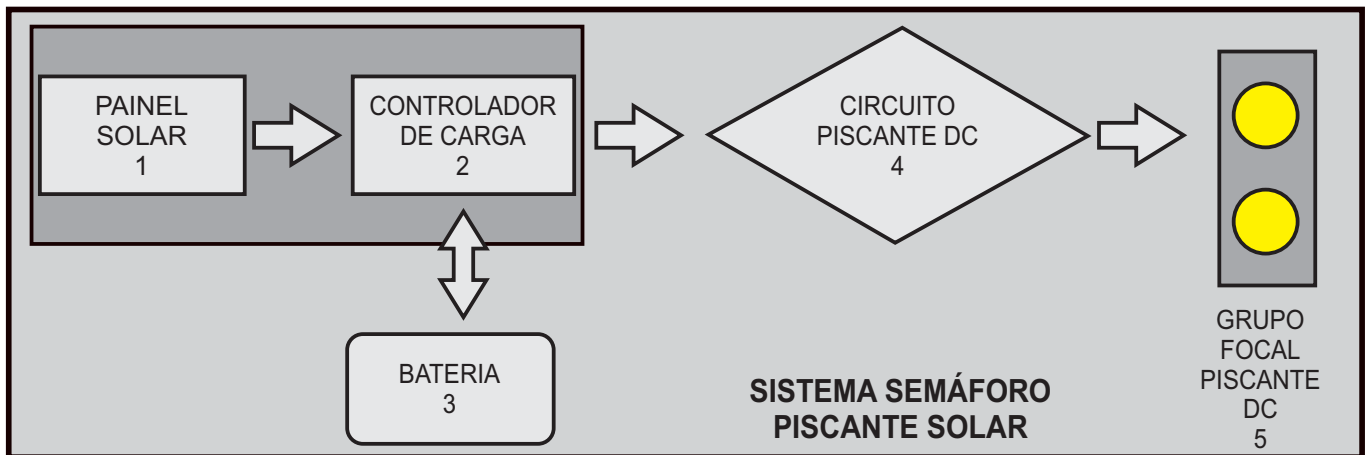 PAINEL
SOLAR
1
CONTROLADOR
DE CARGA
2
CIRCUITO
PISCANTE DC
4
BATERIA
3
SISTEMA SEMÁFORO
PISCANTE SOLAR
GRUPO
FOCAL
PISCANTE
DC
5